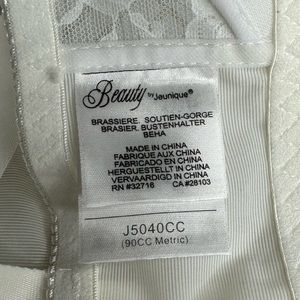 Beauty by Jeunique®
BRASSIERE. SOUTIEN-GORGE
BRASIER. BUSTENHALTER
BEHA
MADE IN CHINA
FABRIQUE AUX CHINA
FABRICADO EN CHINA
HERGUESTELLT IN CHINA
VERVAARDIGD IN CHINA
RN #32716 CA #28103
J5040CC
(90CC Metric)